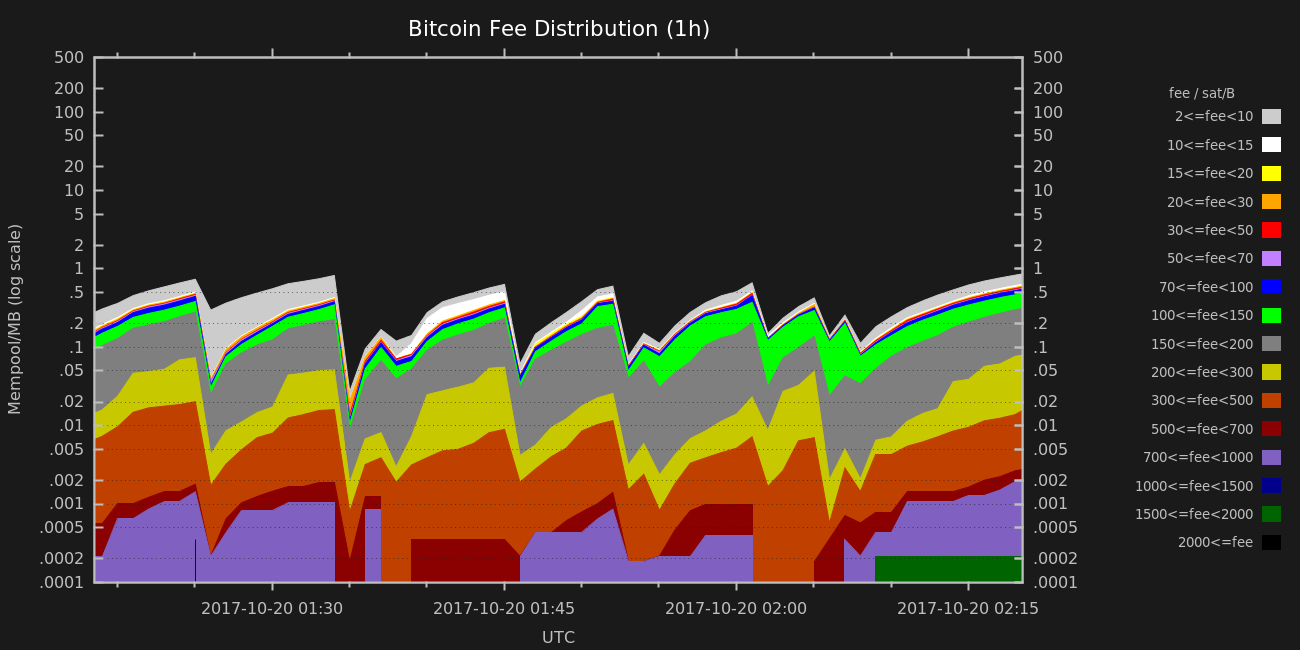 Bitcoin Fee Distribution (1h)
500 500
200 200
100 100
50 50
20 20
10 10
5 5
2 2
1 1
.5 .5
.2 .2
.1 .1
.05 .05
.02 .02
.01 .01
.005 .005
.002 .002
.001 .001
.0005 .0005
.0002 .0002
.0001 .0001
Mempool/MB (log scale)
2017-10-20 01:30 2017-10-20 01:45 2017-10-20 02:00 2017-10-20 02:15
UTC
fee / sat/B
2<=fee<10
10<=fee<15
15<=fee<20
20<=fee<30
30<=fee<50
50<=fee<70
70<=fee<100
100<=fee<150
150<=fee<200
200<=fee<300
300<=fee<500
500<=fee<700
700<=fee<1000
1000<=fee<1500
1500<=fee<2000
2000<=fee